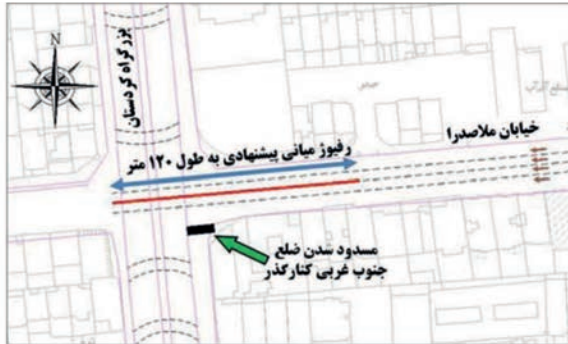 N
بزرگراه کردستان
خیابان ملاصدرا
رفیوژ میانی پیشنهادی به طول ۱۲۰ متر
مسدود شدن ضلع
جنوب غربی کنارگذر